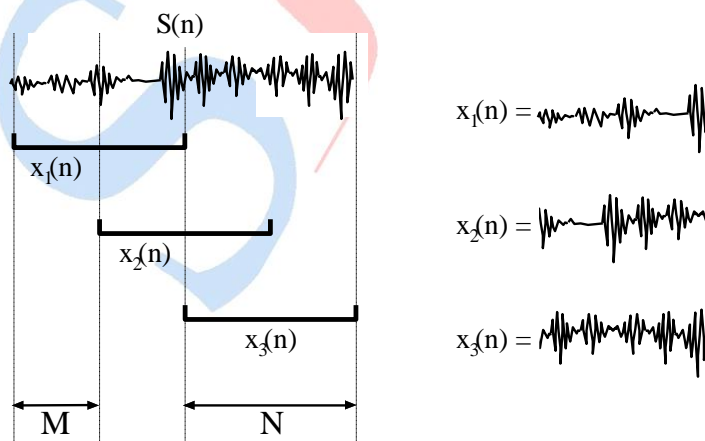 S(n)
x₁(n)
x₂(n)
x₃(n)
M
N
x₁(n) =
x₂(n) =
x₃(n) =